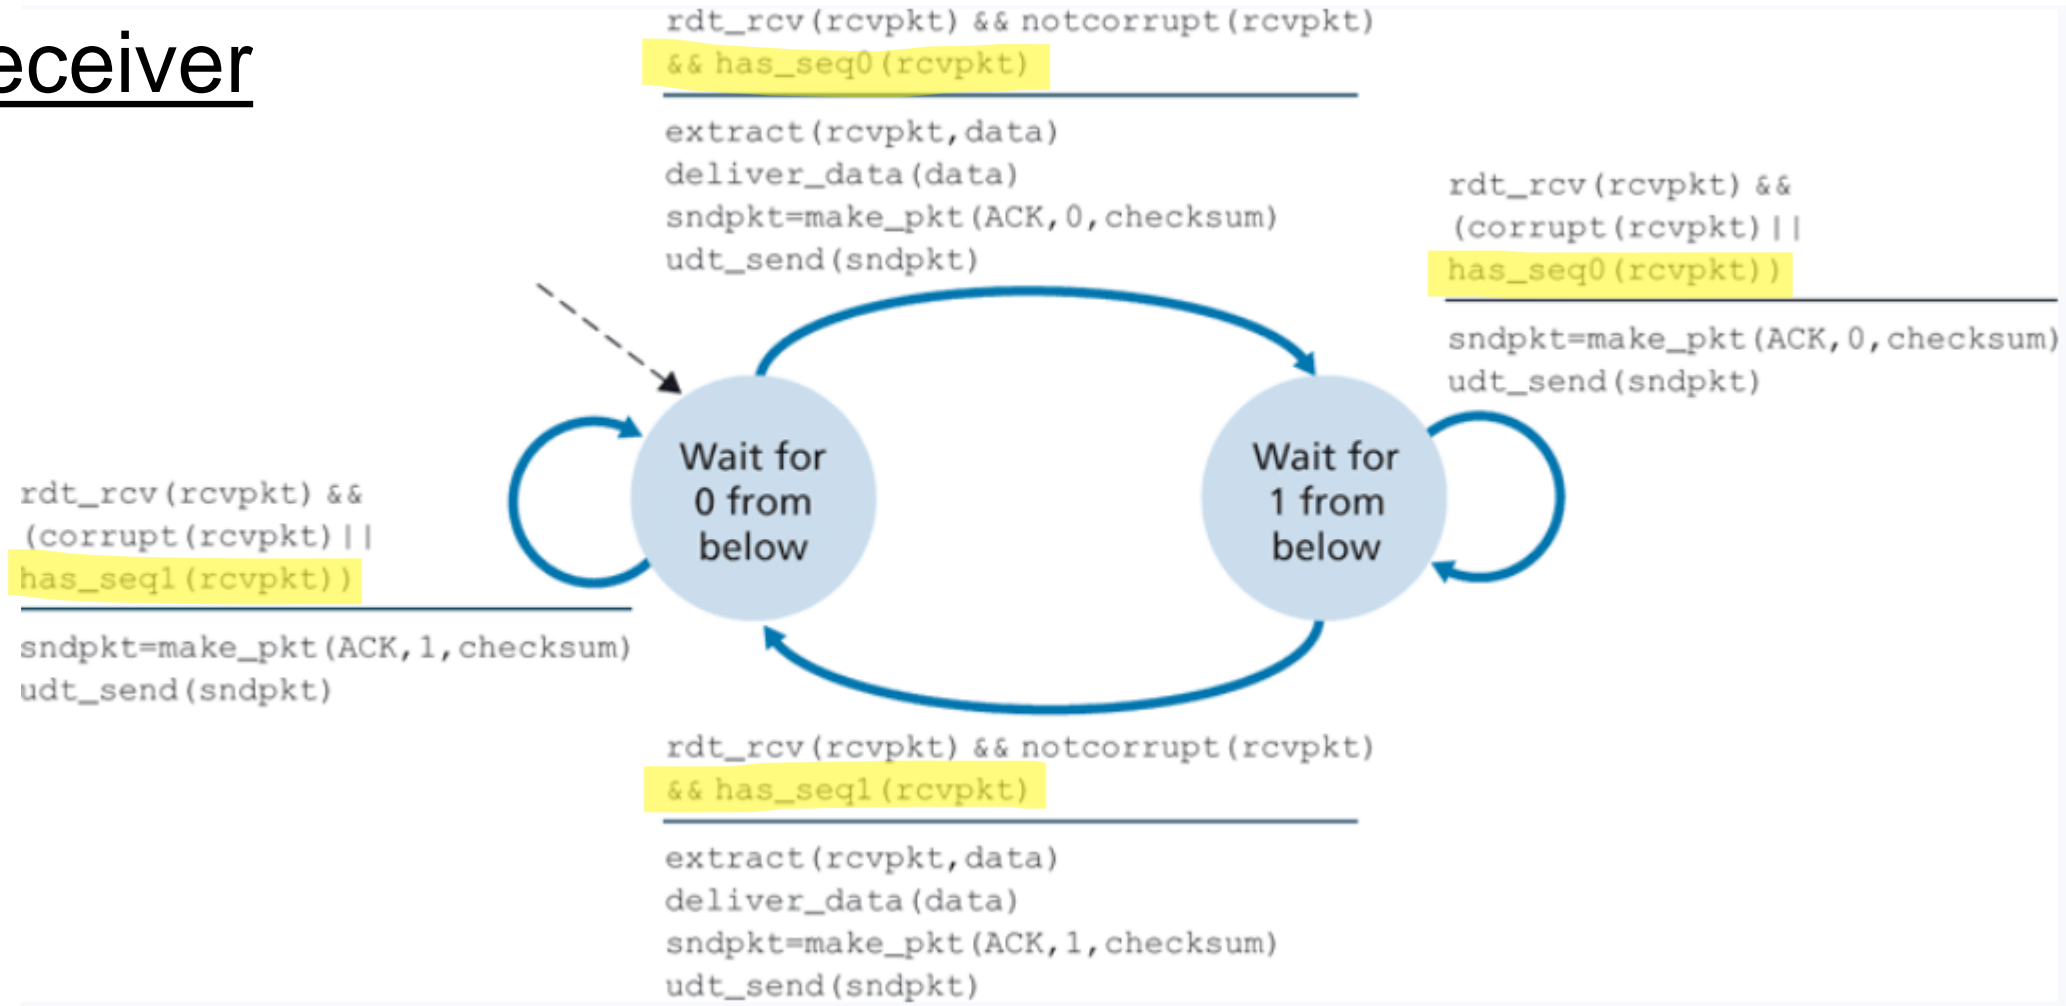 eceiver
rdt_rcv(rcvpkt) && notcorrupt(rcvpkt)
&& has_seq0(rcvpkt)
extract(rcvpkt,data)
deliver_data(data)
sndpkt=make_pkt(ACK,0,checksum)
udt_send(sndpkt)
rdt_rcv(rcvpkt) &&
(corrupt(rcvpkt)||
has_seq0(rcvpkt))
sndpkt=make_pkt(ACK,0,checksum)
udt_send(sndpkt)
Wait for
0 from
below
Wait for
1 from
below
rdt_rcv(rcvpkt) &&
(corrupt(rcvpkt)||
has_seq1(rcvpkt))
sndpkt=make_pkt(ACK,1,checksum)
udt_send(sndpkt)
rdt_rcv(rcvpkt) && notcorrupt(rcvpkt)
&& has_seq1(rcvpkt)
extract(rcvpkt,data)
deliver_data(data)
sndpkt=make_pkt(ACK,1,checksum)
udt_send(sndpkt)